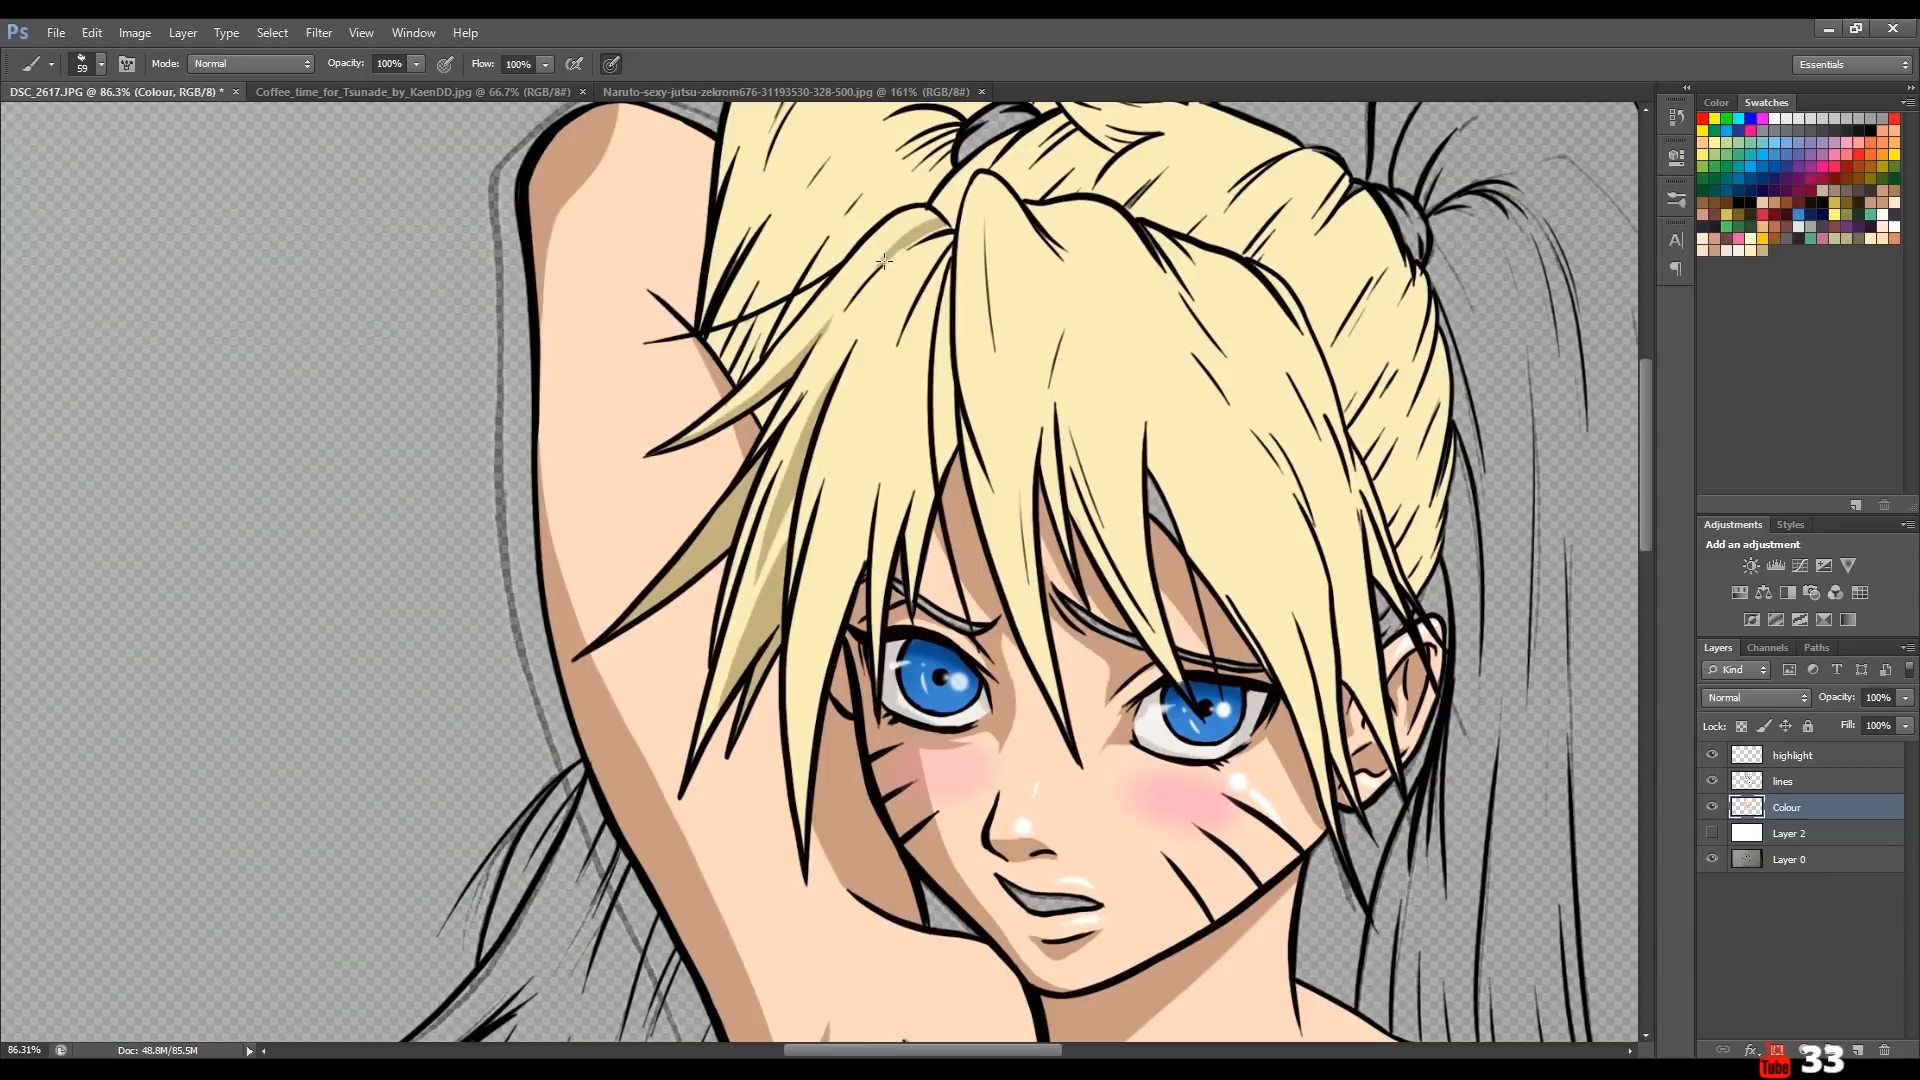 Ps File Edit Image Layer Type Select Filter View Window Help
59 Mode: Normal Opacity: 100% Flow: 100% Essentials
DSC_2617.JPG @ 86.3% (Colour, RGB/8) * × Coffee_time_for_Tsunade_by_KaenDD.jpg @ 66.7% (RGB/8#) × Naruto-sexy-jutsu-zekrom676-31193530-328-500.jpg @ 161% (RGB/8#) ×
Color Swatches
A|
Adjustments Styles
Add an adjustment
Layers Channels Paths
Kind T
Normal Opacity: 100%
Lock: Fill: 100%
highlight
lines
Colour
Layer 2
Layer 0
86.31% Doc: 48.8M/85.5M
fx
Tube 33